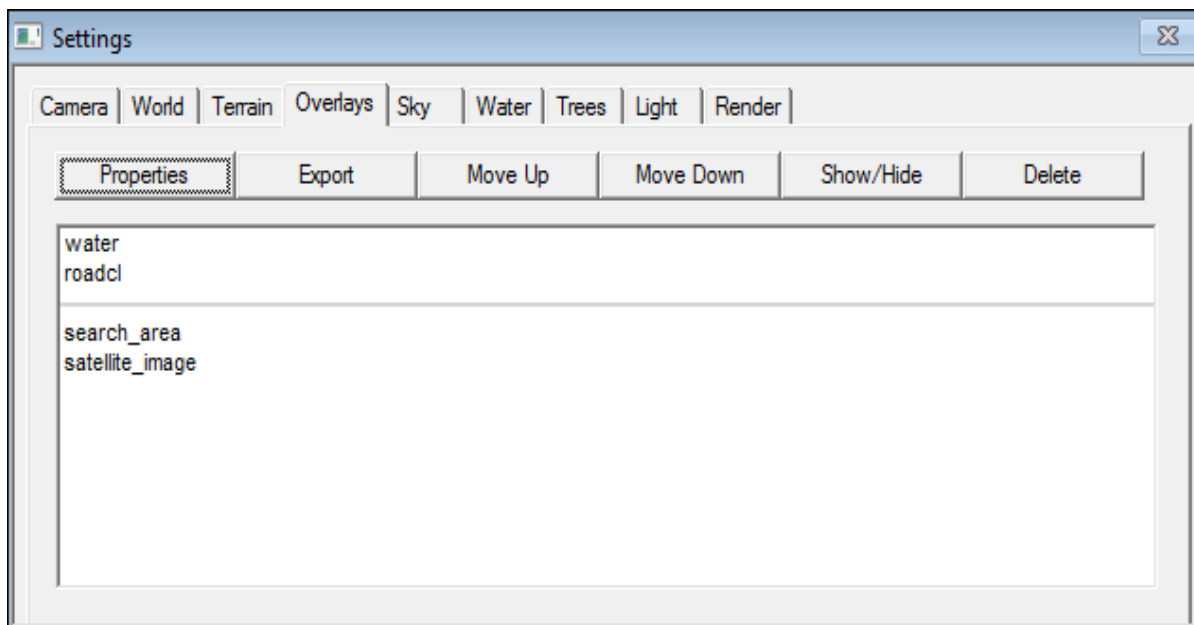 Settings
Camera World Terrain Overlays Sky Water Trees Light Render
Properties Export Move Up Move Down Show/Hide Delete
water
roadcl
search_area
satellite_image